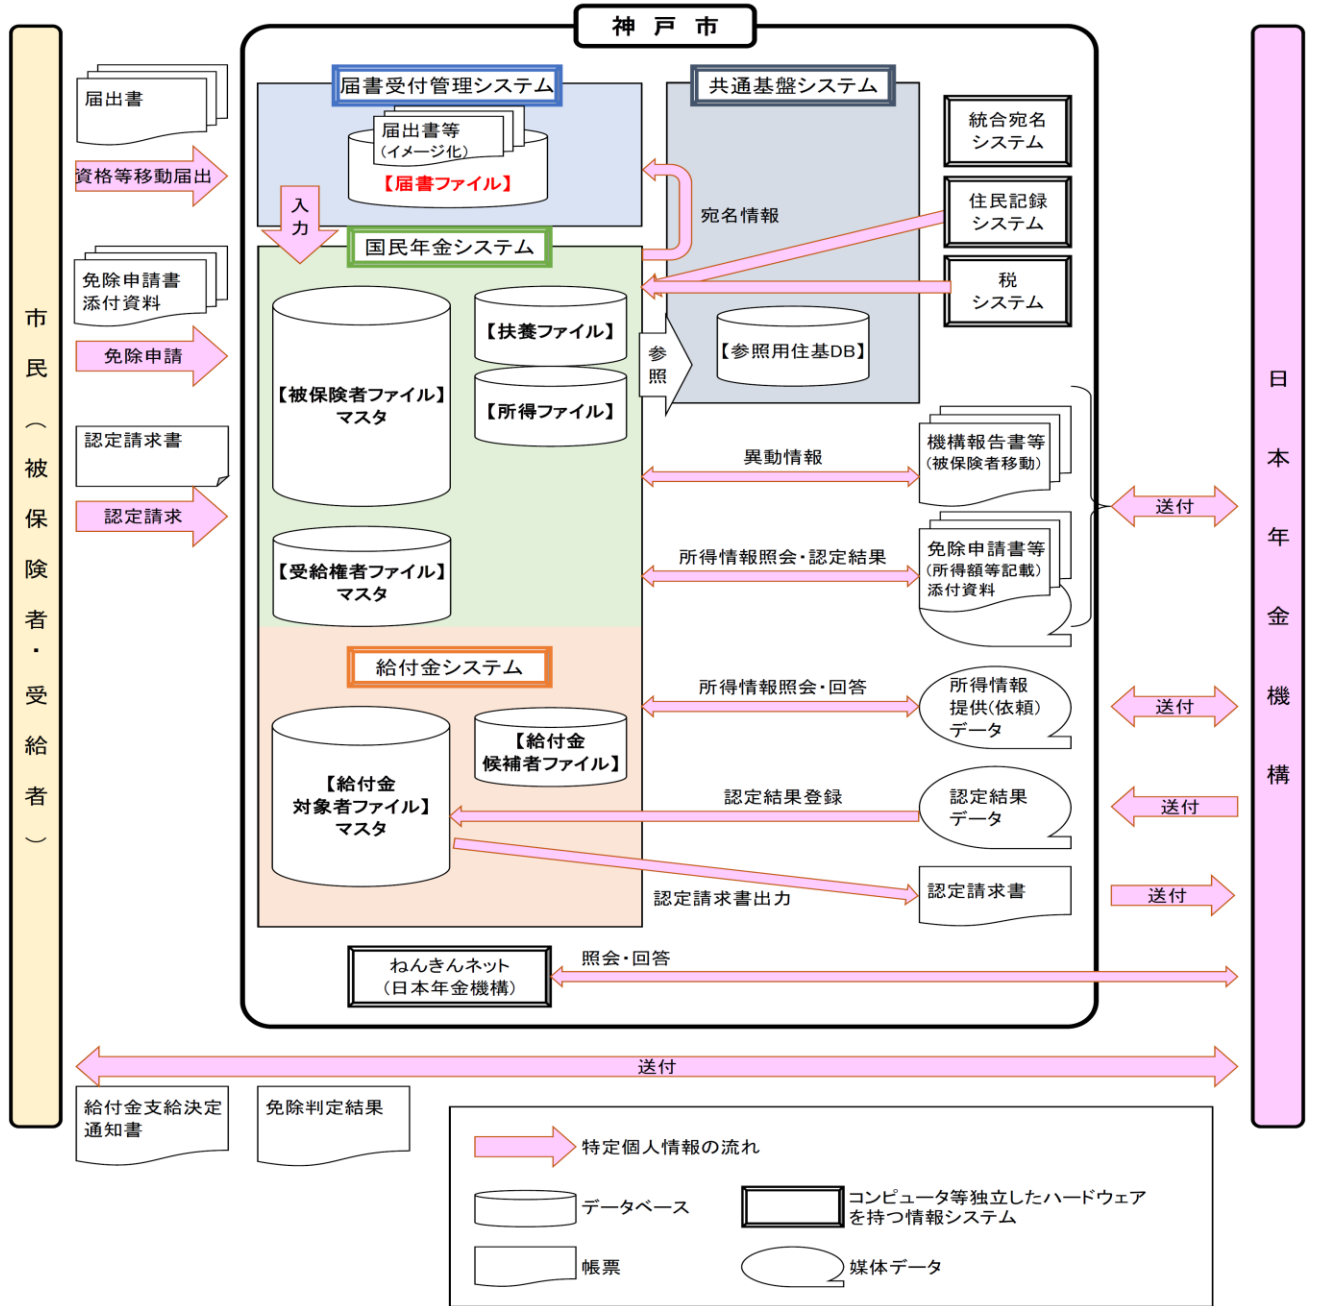 神戸市
市民（被保険者・受給者）
日本年金機構
届出書
資格等移動届出
免除申請書
添付資料
免除申請
認定請求書
認定請求
届書受付管理システム
届出書等
(イメージ化)
【届書ファイル】
入力
共通基盤システム
宛名情報
【参照用住基DB】
参照
統合宛名
システム
住民記録
システム
税
システム
国民年金システム
【被保険者ファイル】
マスタ
【扶養ファイル】
【所得ファイル】
【受給権者ファイル】
マスタ
異動情報
機構報告書等
(被保険者移動)
送付
所得情報照会・認定結果
免除申請書等
(所得額等記載)
添付資料
給付金システム
【給付金
対象者ファイル】
マスタ
【給付金
候補者ファイル】
所得情報照会・回答
所得情報
提供(依頼)
データ
送付
認定結果登録
認定結果
データ
送付
認定請求書出力
認定請求書
送付
ねんきんネット
(日本年金機構)
照会・回答
送付
給付金支給決定
通知書
免除判定結果
特定個人情報の流れ
データベース
コンピュータ等独立したハードウェア
を持つ情報システム
帳票
媒体データ